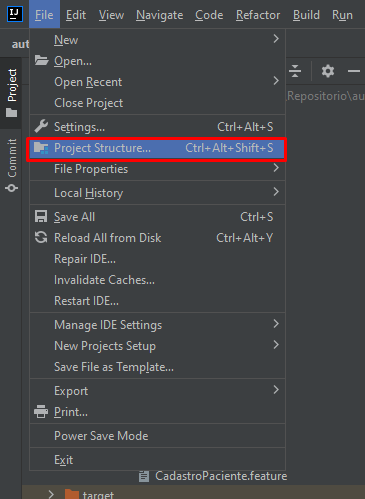 IJ File Edit View Navigate Code Refactor Build Run
aut
New
Open...
Open Recent
Close Project
Settings... Ctrl+Alt+S
Project Structure... Ctrl+Alt+Shift+S
File Properties
Local History
Save All Ctrl+S
Reload All from Disk Ctrl+Alt+Y
Repair IDE...
Invalidate Caches...
Restart IDE...
Manage IDE Settings
New Projects Setup
Save File as Template...
Export
Print...
Power Save Mode
Exit
Project
Commit
Repositorio\au
CadastroPaciente.feature
target